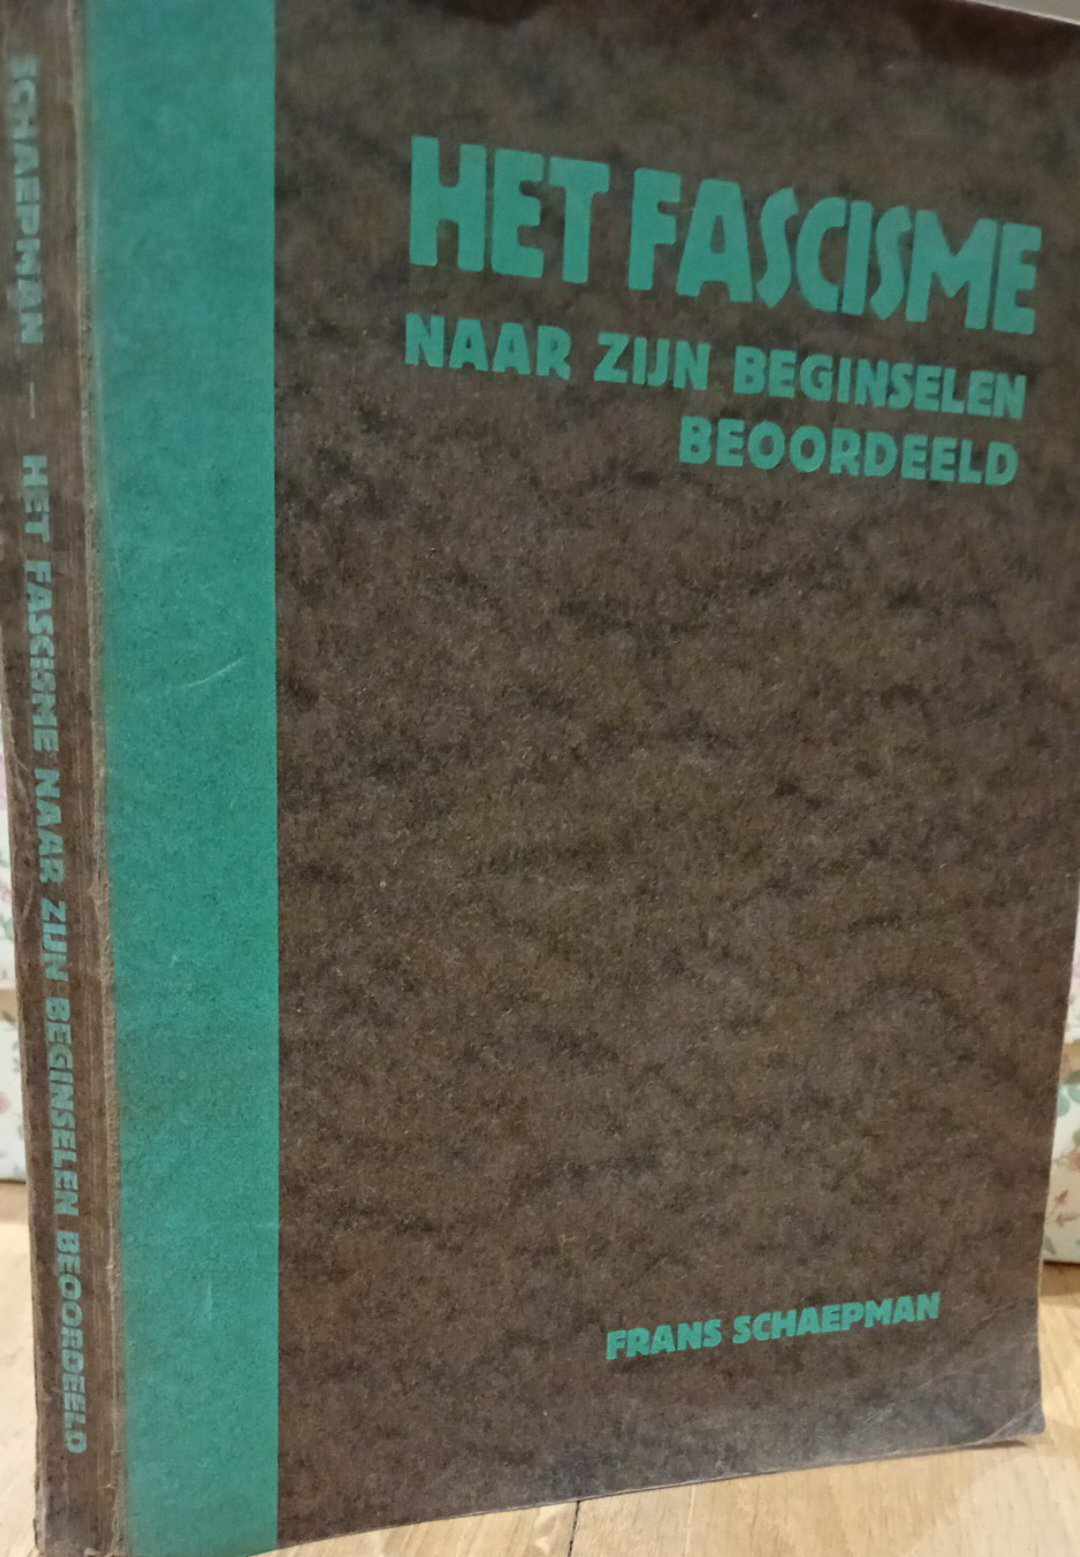 HET FASCISME
NAAR ZIJN BEGINSELEN
BEOORDEELD
FRANS SCHAEPMAN
SCHAEPMAN — HET FASCISME NAAR ZIJN BEGINSELEN BEOORDEELD